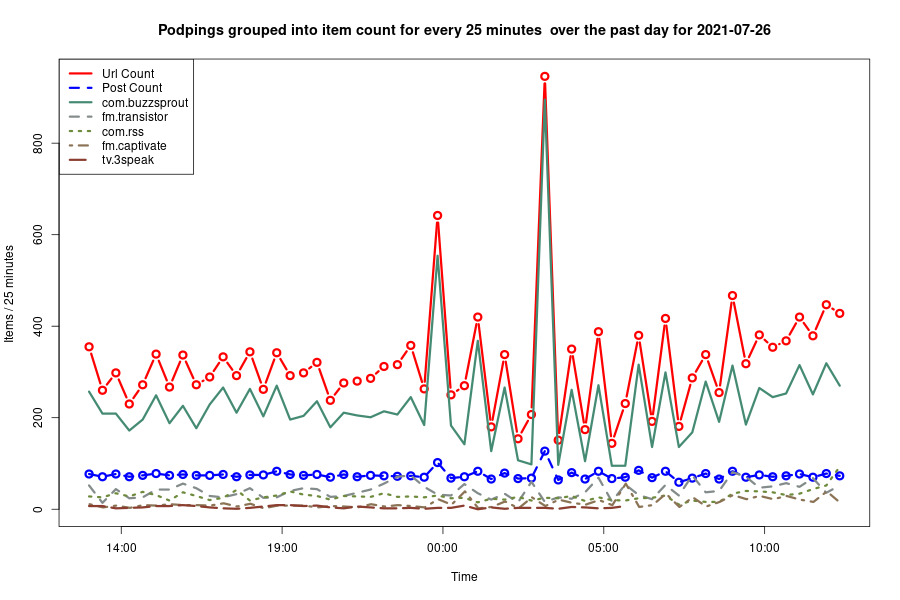 Podpings grouped into item count for every 25 minutes  over the past day for 2021-07-26
Url Count
Post Count
com.buzzsprout
fm.transistor
com.rss
fm.captivate
tv.3speak
Items / 25 minutes
800
600
400
200
0
14:00
19:00
00:00
05:00
10:00
Time